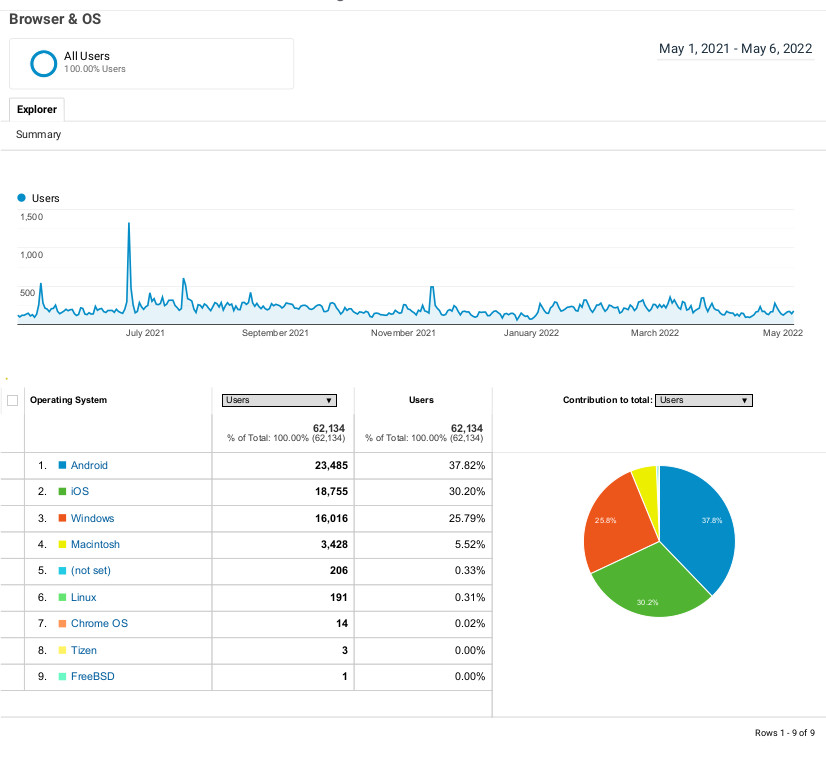 Browser & OS
All Users
100.00% Users
May 1, 2021 - May 6, 2022
Explorer
Summary
Users
1,500
1,000
500
July 2021 September 2021 November 2021 January 2022 March 2022 May 2022
Operating System Users ▼ Users Contribution to total: Users ▼
62,134 62,134
% of Total: 100.00% (62,134) % of Total: 100.00% (62,134)
1. Android 23,485 37.82%
2. iOS 18,755 30.20%
3. Windows 16,016 25.79%
4. Macintosh 3,428 5.52%
5. (not set) 206 0.33%
6. Linux 191 0.31%
7. Chrome OS 14 0.02%
8. Tizen 3 0.00%
9. FreeBSD 1 0.00%
37.8%
25.8%
30.2%
Rows 1 - 9 of 9